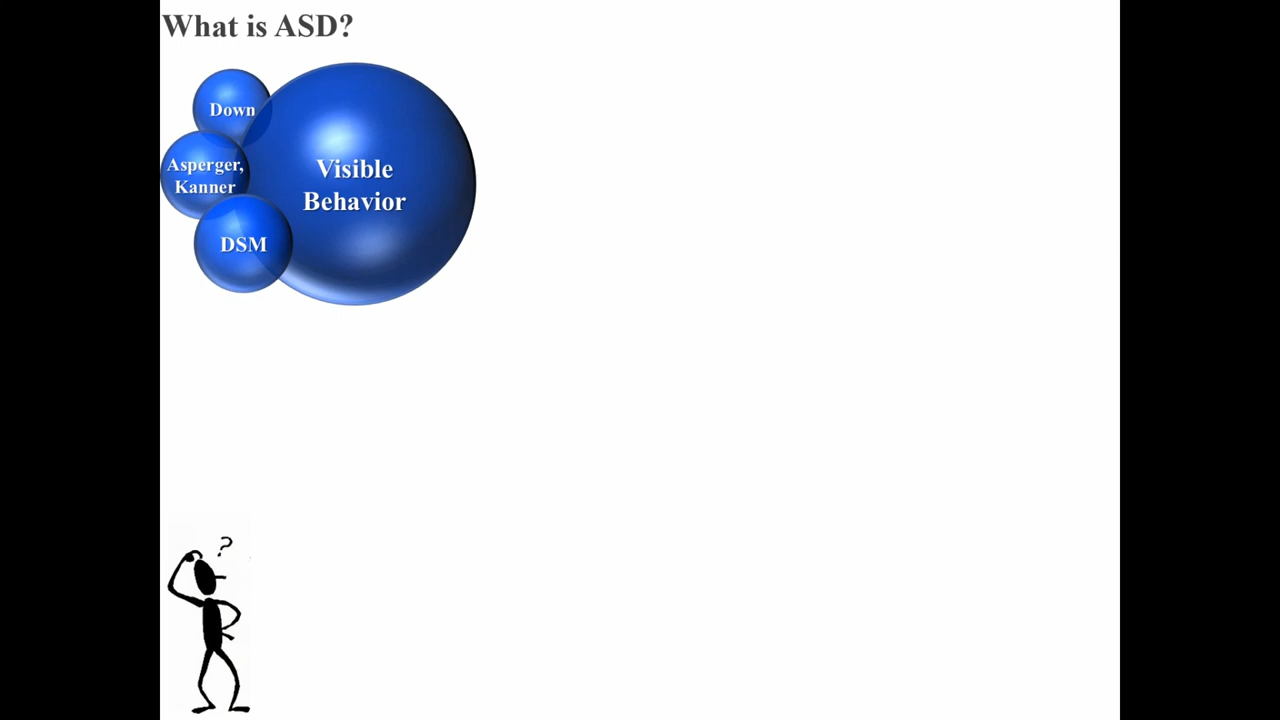 What is ASD?
Down
Asperger,
Kanner
DSM
Visible
Behavior
?